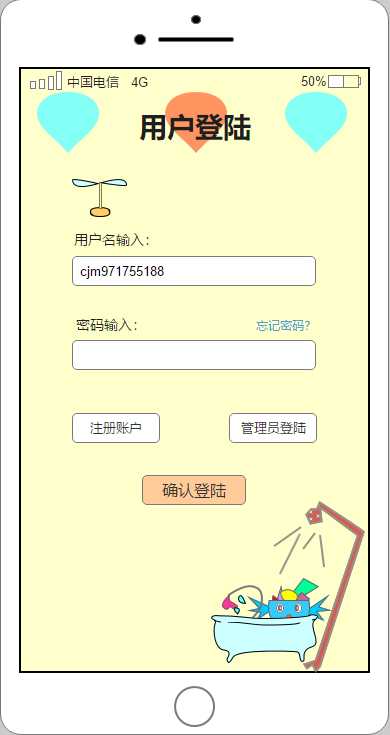 中国电信 4G 50%
用户登陆
用户名输入:
cjm971755188
密码输入: 忘记密码?
注册账户 管理员登陆
确认登陆